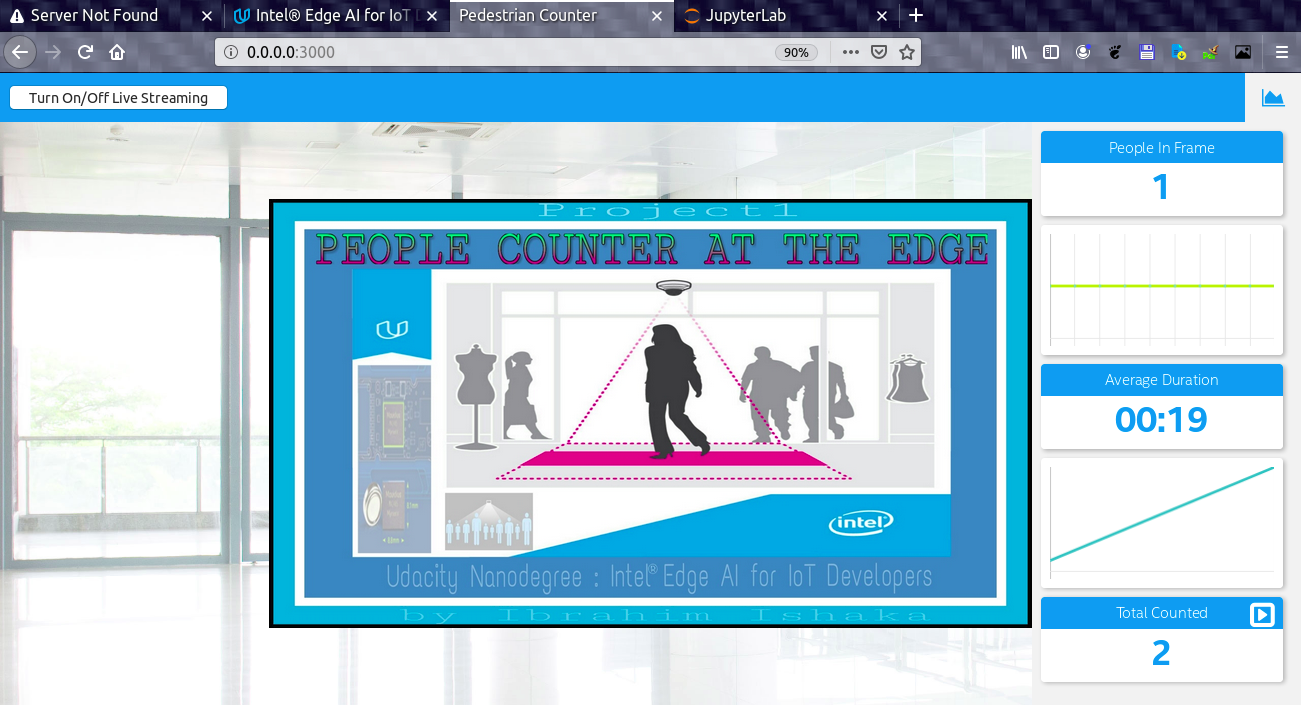 Server Not Found
Intel® Edge AI for IoT D
Pedestrian Counter
JupyterLab
0.0.0.0:3000
90%
Turn On/Off Live Streaming
Project1
PEOPLE COUNTER AT THE EDGE
intel
Udacity Nanodegree : Intel® Edge AI for IoT Developers
by Ibrahim Ishaka
People In Frame
1
Average Duration
00:19
Total Counted
2